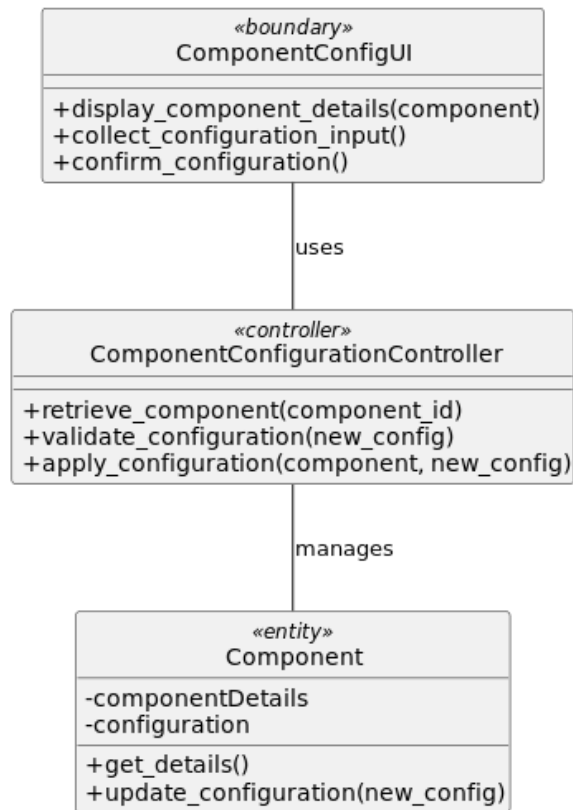 «boundary»
ComponentConfigUI
+display_component_details(component)
+collect_configuration_input()
+confirm_configuration()
uses
«controller»
ComponentConfigurationController
+retrieve_component(component_id)
+validate_configuration(new_config)
+apply_configuration(component, new_config)
manages
«entity»
Component
-componentDetails
-configuration
+get_details()
+update_configuration(new_config)